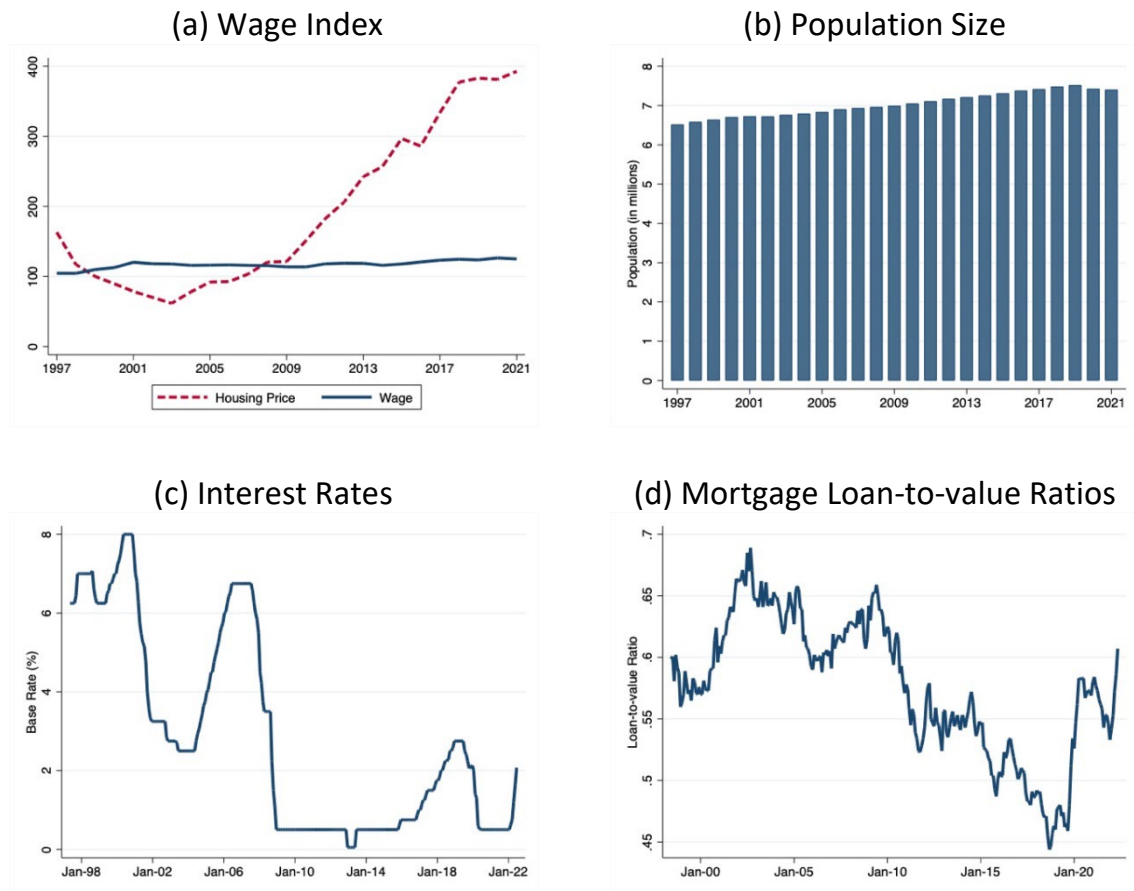 (a) Wage Index
400
300
200
100
0
1997 2001 2005 2009 2013 2017 2021
Housing Price Wage
(b) Population Size
Population (in millions)
8
7
6
5
4
3
2
1
0
1997 2001 2005 2009 2013 2017 2021
(c) Interest Rates
Base Rate (%)
8
6
4
2
0
Jan-98 Jan-02 Jan-06 Jan-10 Jan-14 Jan-18 Jan-22
(d) Mortgage Loan-to-value Ratios
Loan-to-value Ratio
.7
.65
.6
.55
.5
.45
Jan-00 Jan-05 Jan-10 Jan-15 Jan-20